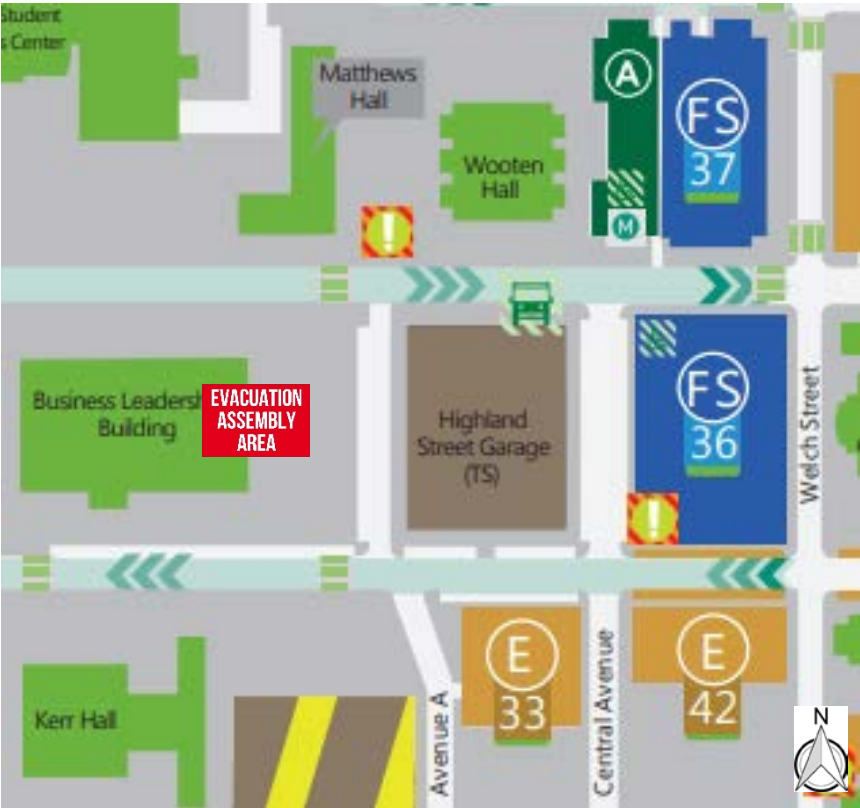 Student
s Center
Matthews
Hall
Wooten
Hall
A
M
FS
37
Business Leadersh
Building
EVACUATION
ASSEMBLY
AREA
Highland
Street Garage
(TS)
FS
36
Welch Street
Kerr Hall
Avenue A
E
33
Central Avenue
E
42
N